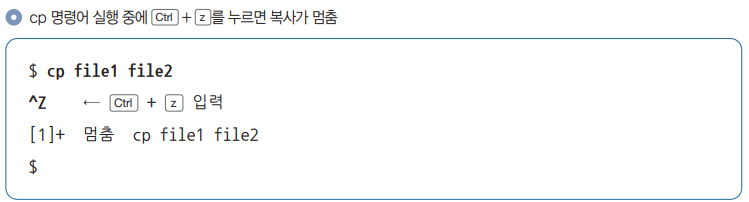 cp 명령어 실행 중에 Ctrl + z 를 누르면 복사가 멈춤
$ cp file1 file2
^Z ← Ctrl + z 입력
[1]+ 멈춤 cp file1 file2
$